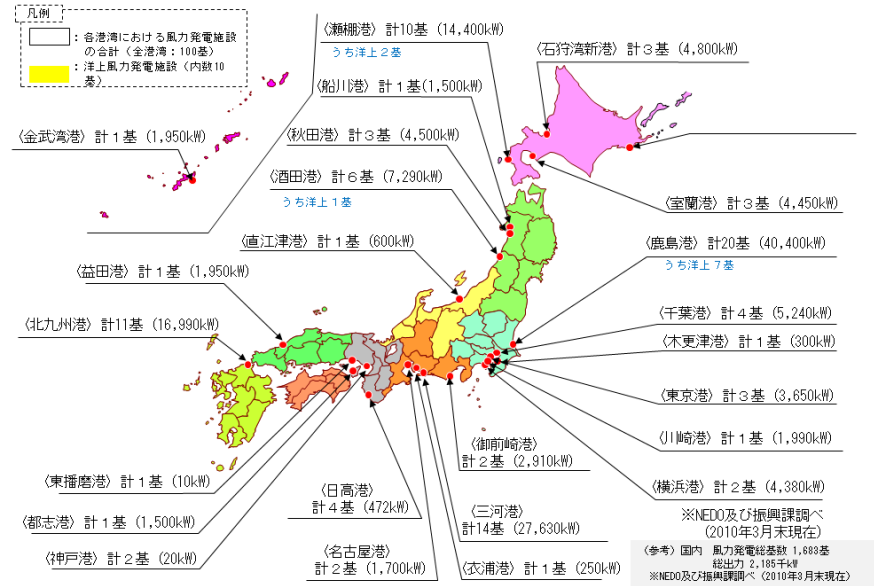 凡例
：各港湾における風力発電施設
の合計（全港湾：100基）
：洋上風力発電施設（内数10
基）
〈瀬棚港〉計10基（14,400kW）
うち洋上２基
〈石狩湾新港〉計３基（4,800kW）
〈船川港〉計１基(1,500kW）
〈金武湾港〉計１基（1,950kW）
〈秋田港〉計３基（4,500kW）
〈酒田港〉計６基（7,290kW）
うち洋上１基
〈室蘭港〉計３基（4,450kW）
〈直江津港〉計１基（600kW）
〈鹿島港〉計20基（40,400kW）
うち洋上７基
〈益田港〉計１基（1,950kW）
〈北九州港〉計11基（16,990kW）
〈千葉港〉計４基（5,240kW）
〈木更津港〉計１基（300kW）
〈東京港〉計３基（3,650kW）
〈川崎港〉計１基（1,990kW）
〈御前崎港〉
計２基（2,910kW）
〈東播磨港〉計１基（10kW）
〈日高港〉
計４基（472kW）
〈横浜港〉計２基（4,380kW）
〈都志港〉計１基（1,500kW）
〈三河港〉
計14基（27,630kW）
〈神戸港〉計２基（20kW）
〈名古屋港〉
計２基（1,700kW）
〈衣浦港〉計１基（250kW）
※NEDO及び振興課調べ
（2010年3月末現在）
（参考）国内　風力発電総基数 1,683基
総出力 2,185千kW
※NEDO及び振興課調べ（2010年3月末現在）